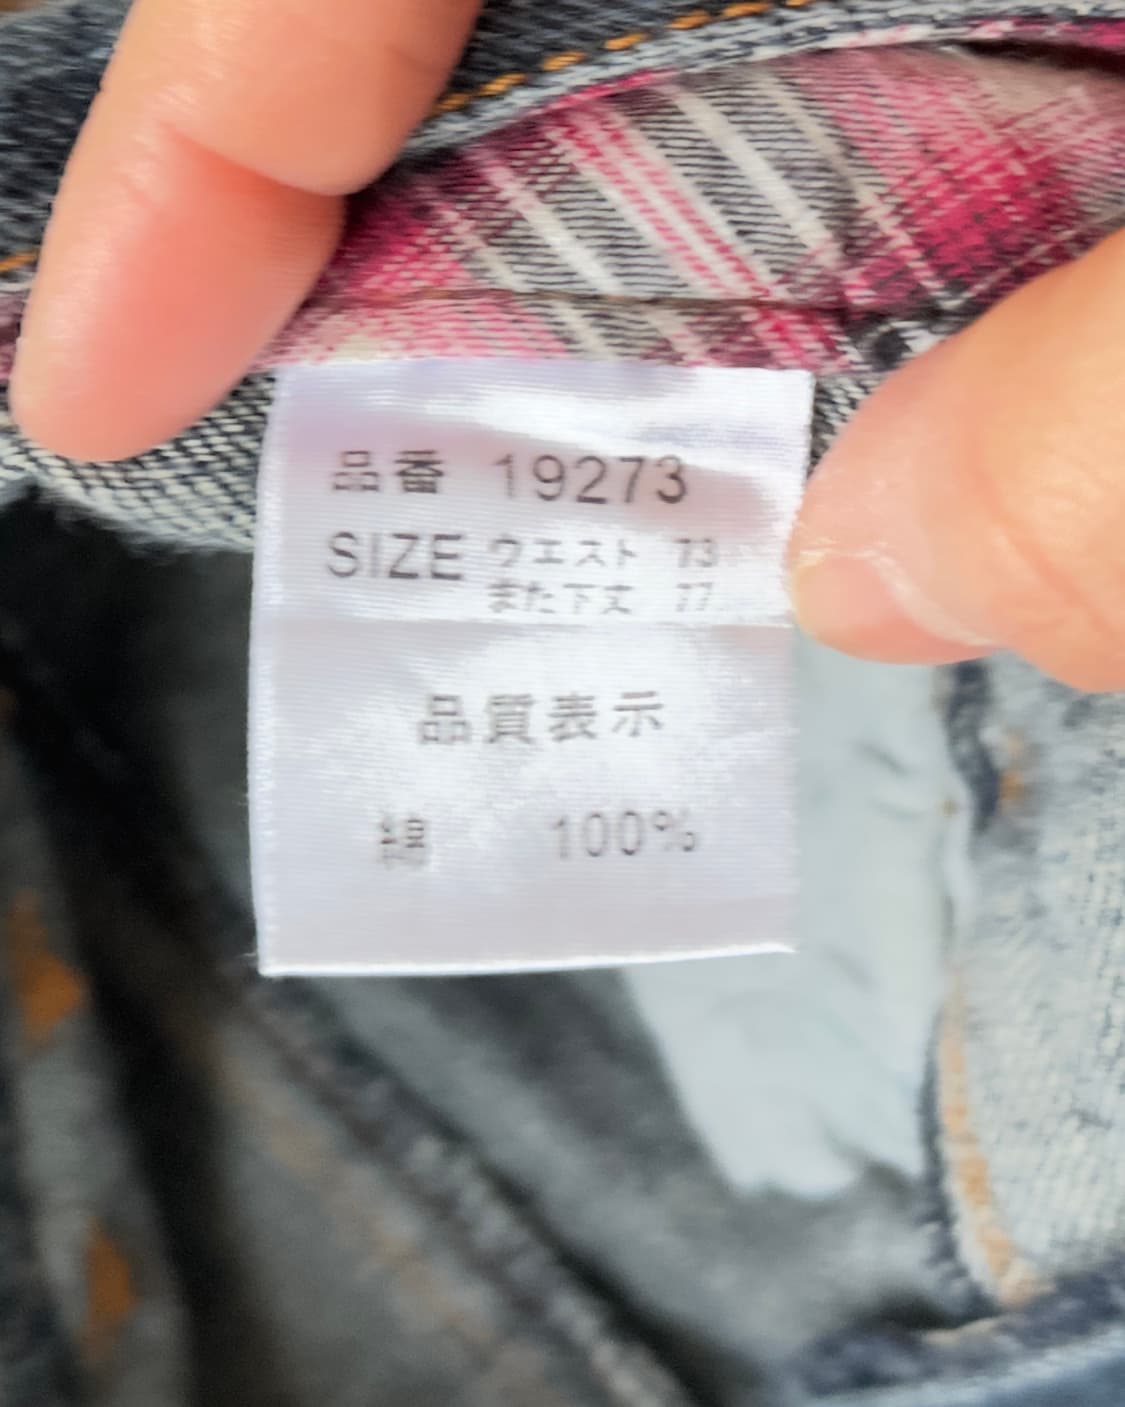 品番 19273
SIZE ウエスト 73
また下丈 77
品質表示
綿 100%